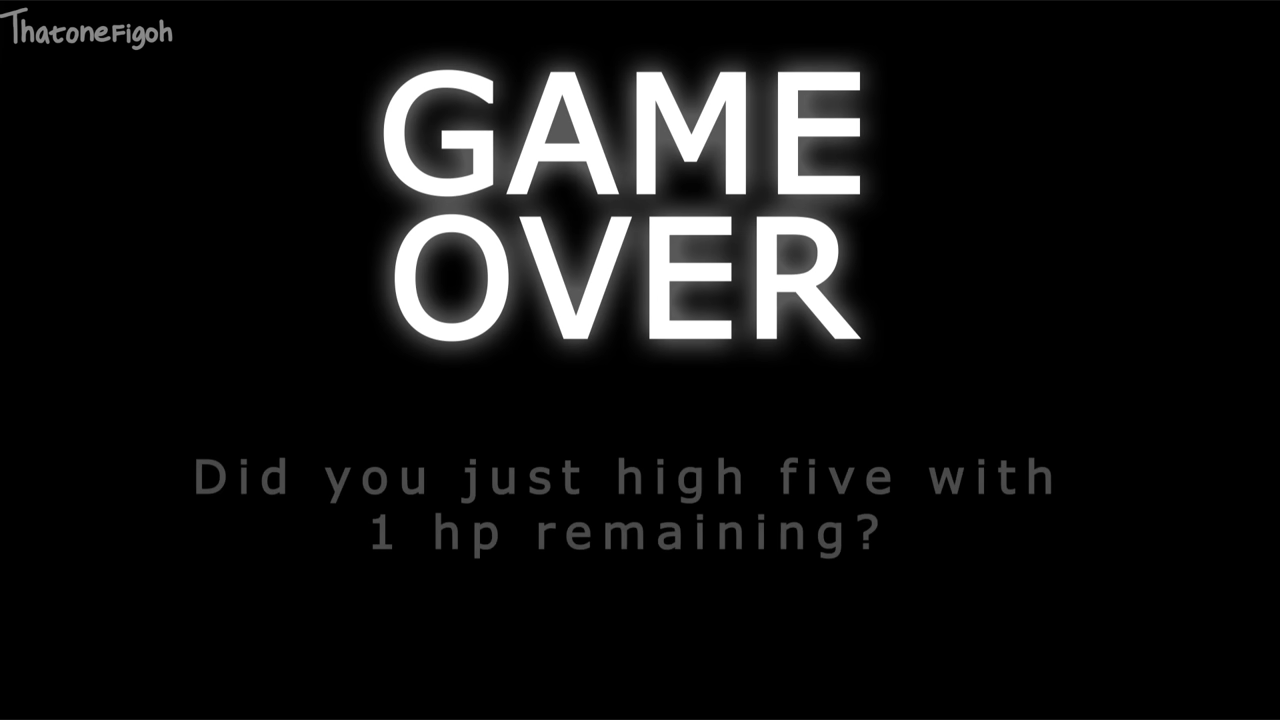 Thatonefigoh
GAME
OVER
Did you just high five with
1 hp remaining?